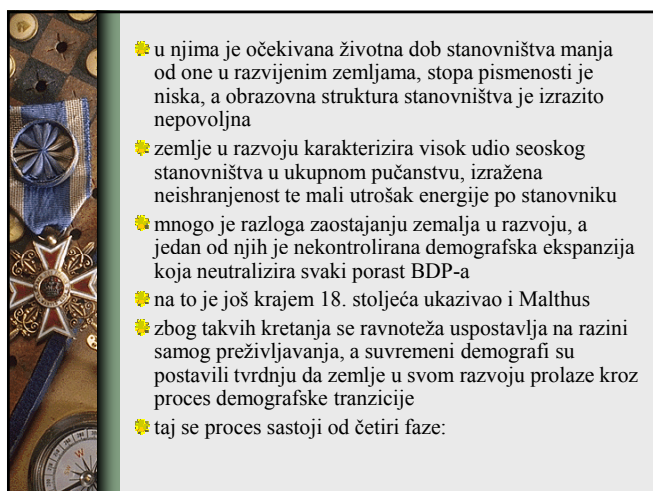 u njima je očekivana životna dob stanovništva manja
od one u razvijenim zemljama, stopa pismenosti je
niska, a obrazovna struktura stanovništva je izrazito
nepovoljna
zemlje u razvoju karakterizira visok udio seoskog
stanovništva u ukupnom pučanstvu, izražena
neishranjenost te mali utrošak energije po stanovniku
mnogo je razloga zaostajanju zemalja u razvoju, a
jedan od njih je nekontrolirana demografska ekspanzija
koja neutralizira svaki porast BDP-a
na to je još krajem 18. stoljeća ukazivao i Malthus
zbog takvih kretanja se ravnoteža uspostavlja na razini
samog preživljavanja, a suvremeni demografi su
postavili tvrdnju da zemlje u svom razvoju prolaze kroz
proces demografske tranzicije
taj se proces sastoji od četiri faze: